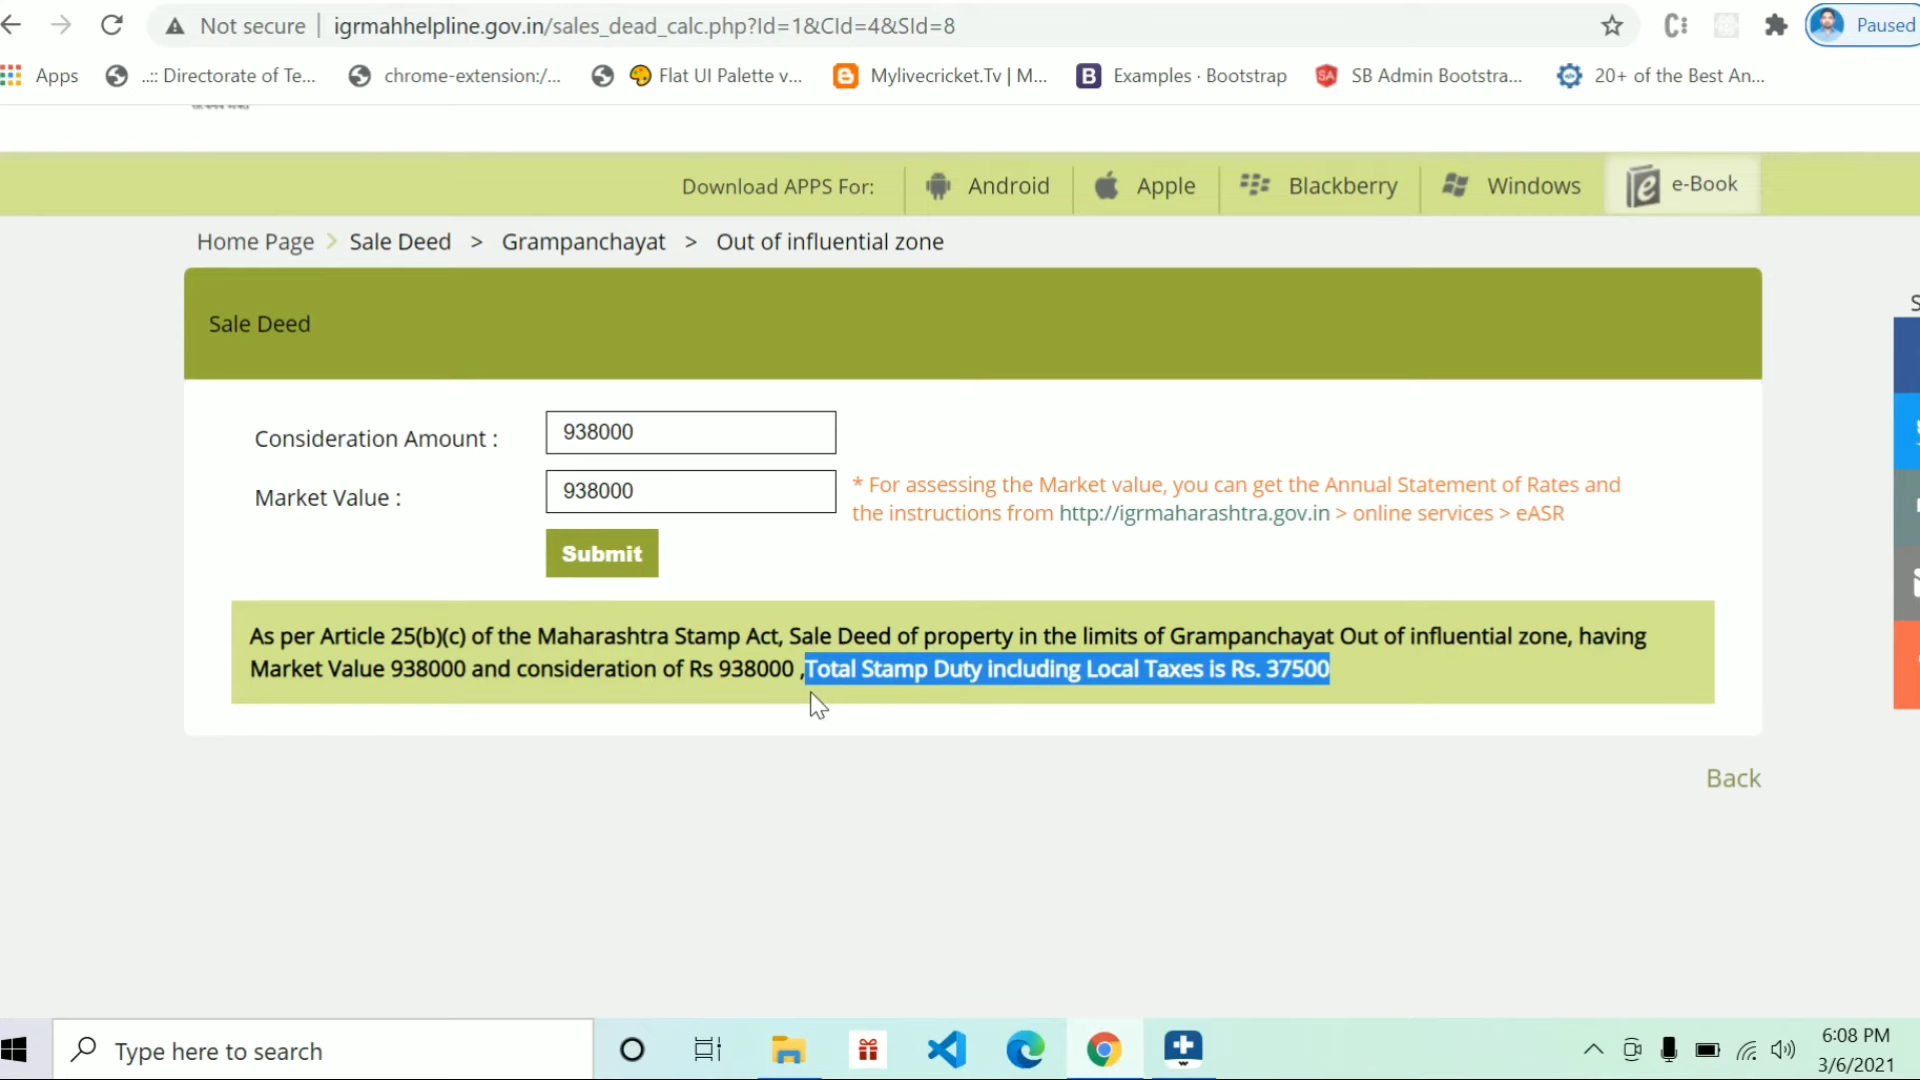 Not secure | igrmahhelpline.gov.in/sales_dead_calc.php?Id=1&CId=4&SId=8 Paused
Apps ..:: Directorate of Te... chrome-extension:/... Flat UI Palette v... Mylivecricket.Tv | M... Examples · Bootstrap SB Admin Bootstra... 20+ of the Best An...
Download APPS For: Android Apple Blackberry Windows e-Book
Home Page > Sale Deed > Grampanchayat > Out of influential zone
Sale Deed
Consideration Amount : 938000
Market Value : 938000
* For assessing the Market value, you can get the Annual Statement of Rates and
the instructions from http://igrmaharashtra.gov.in > online services > eASR
Submit
As per Article 25(b)(c) of the Maharashtra Stamp Act, Sale Deed of property in the limits of Grampanchayat Out of influential zone, having
Market Value 938000 and consideration of Rs 938000 ,Total Stamp Duty including Local Taxes is Rs. 37500
Back
Type here to search
6:08 PM
3/6/2021